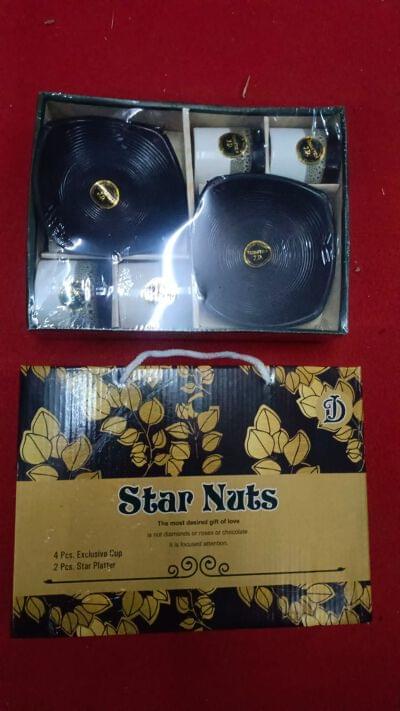 JD
Star Nuts
The most desired gift of love
is not diamonds or roses or chocolate
it is focused attention.
4 Pcs. Exclusive Cup
2 Pcs. Star Platter